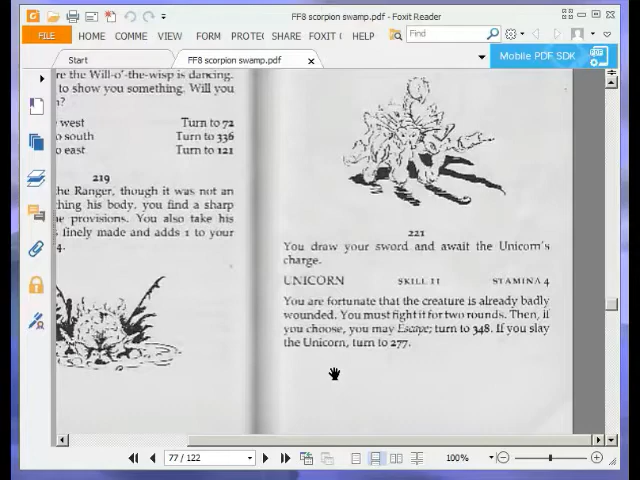 FF8 scorpion swamp.pdf - Foxit Reader
FILE
HOME
COMME
VIEW
FORM
PROTEC
SHARE
FOXIT C
HELP
Find
Start
FF8 scorpion swamp.pdf
Mobile PDF SDK
re the Will-o'-the-wisp is dancing.
to show you something. Will you
n?
west Turn to 72
o south Turn to 336
o east Turn to 121
219
he Ranger, though it was not an
ching his body, you find a sharp
e provisions. You also take his
finely made and adds 1 to your
4.
221
You draw your sword and await the Unicorn's
charge.
UNICORN SKILL 11 STAMINA 4
You are fortunate that the creature is already badly
wounded. You must fight it for two rounds. Then, if
you choose, you may Escape; turn to 348. If you slay
the Unicorn, turn to 277.
77 / 122
100%